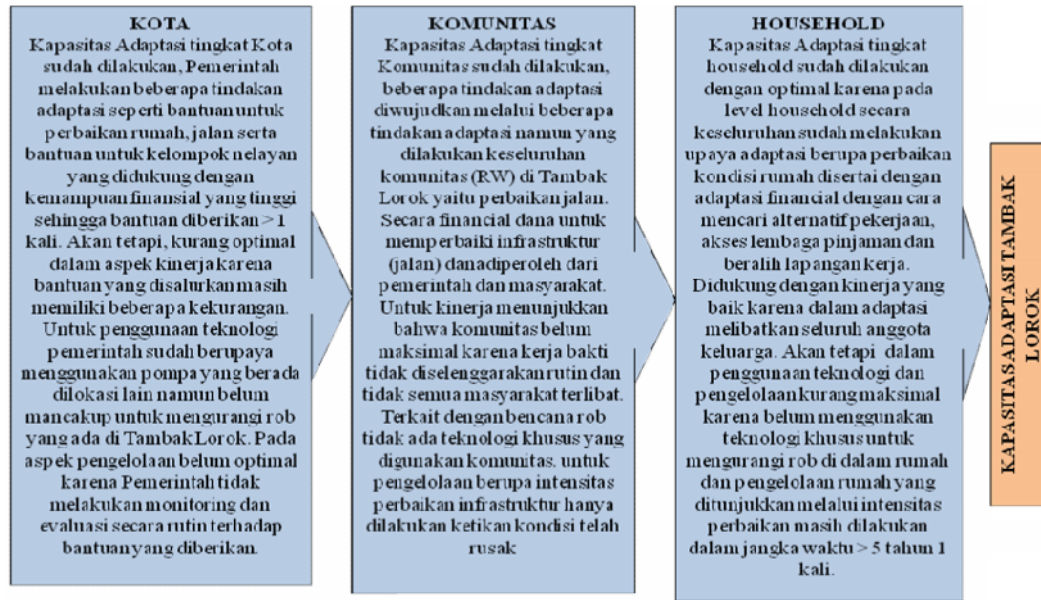 KOTA
Kapasitas Adaptasi tingkat Kota
sudah dilakukan, Pemerintah
melakukan beberapa tindakan
adaptasi seperti bantuan untuk
perbaikan rumah, jalan serta
bantuan untuk kelompok nelayan
yang didukung dengan
kemampuan finansial yang tinggi
sehingga bantuan diberikan > 1
kali. Akan tetapi, kurang optimal
dalam aspek kinerja karena
bantuan yang disalurkan masih
memiliki beberapa kekurangan.
Untuk penggunaan teknologi
pemerintah sudah berupaya
menggunakan pompa yang berada
dilokasi lain namun belum
mancakup untuk mengurangi rob
yang ada di Tambak Lorok. Pada
aspek pengelolaan belum optimal
karena Pemerintah tidak
melakukan monitoring dan
evaluasi secara rutin terhadap
bantuan yang diberikan.
KOMUNITAS
Kapasitas Adaptasi tingkat
Komunitas sudah dilakukan,
beberapa tindakan adaptasi
diwujudkan melalui beberapa
tindakan adaptasi namun yang
dilakukan keseluruhan
komunitas (RW) di Tambak
Lorok yaitu perbaikan jalan.
Secara financial dana untuk
memperbaiki infrastruktur
(jalan) dana diperoleh dari
pemerintah dan masyarakat.
Untuk kinerja menunjukkan
bahwa komunitas belum
maksimal karena kerja bakti
tidak diselenggarakan rutin dan
tidak semua masyarakat terlibat.
Terkait dengan bencana rob
tidak ada teknologi khusus yang
digunakan komunitas. untuk
pengelolaan berupa intensitas
perbaikan infrastruktur hanya
dilakukan ketikan kondisi telah
rusak
HOUSEHOLD
Kapasitas Adaptasi tingkat
household sudah dilakukan
dengan optimal karena pada
level household secara
keseluruhan sudah melakukan
upaya adaptasi berupa perbaikan
kondisi rumah disertai dengan
adaptasi financial dengan cara
mencari alternatif pekerjaan,
akses lembaga pinjaman dan
beralih lapangan kerja.
Didukung dengan kinerja yang
baik karena dalam adaptasi
melibatkan seluruh anggota
keluarga. Akan tetapi dalam
penggunaan teknologi dan
pengelolaan kurang maksimal
karena belum menggunakan
teknologi khusus untuk
mengurangi rob di dalam rumah
dan pengelolaan rumah yang
ditunjukkan melalui intensitas
perbaikan masih dilakukan
dalam jangka waktu > 5 tahun 1
kali.
KAPASITAS ADAPTASI TAMBAK
LOROK